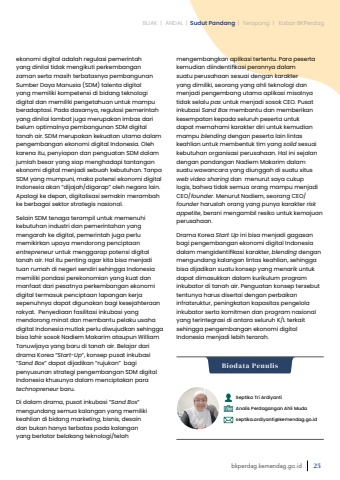 BIJAK | ANDAL | Sudut Pandang | Teropong | Kabar BKPerdag
ekonomi digital adalah regulasi pemerintah
yang dinilai tidak mengikuti perkembangan
zaman serta masih terbatasnya pembangunan
Sumber Daya Manusia (SDM) talenta digital
yang memiliki kompetensi di bidang teknologi
digital dan memiliki pengetahuan untuk mampu
beradaptasi. Pada dasarnya, regulasi pemerintah
yang dinilai lambat juga merupakan imbas dari
belum optimalnya pembangunan SDM digital
tanah air. SDM merupakan kekuatan utama dalam
pengembangan ekonomi digital Indonesia. Oleh
karena itu, penyiapan dan penguatan SDM dalam
jumlah besar yang siap menghadapi tantangan
ekonomi digital menjadi sebuah kebutuhan. Tanpa
SDM yang mumpuni, maka potensi ekonomi digital
Indonesia akan "dijajah/digarap" oleh negara lain.
Apalagi ke depan, digitalisasi semakin merambah
ke berbagai sektor strategis nasional.
Selain SDM tenaga terampil untuk memenuhi
kebutuhan industri dan pemerintahan yang
mengarah ke digital, pemerintah juga perlu
memikirkan upaya mendorong penciptaan
entrepreneur untuk menggarap potensi digital
tanah air. Hal itu penting agar kita bisa menjadi
tuan rumah di negeri sendiri sehingga Indonesia
memiliki pondasi perekonomian yang kuat dan
manfaat dari pesatnya perkembangan ekonomi
digital termasuk penciptaan lapangan kerja
sepenuhnya dapat digunakan bagi kesejahteraan
rakyat. Penyediaan fasilitasi inkubasi yang
mendorong minat dan membantu pelaku usaha
digital Indonesia mutlak perlu diwujudkan sehingga
bisa lahir sosok Nadiem Makarim ataupun William
Tanuwijaya yang baru di tanah air. Belajar dari
drama Korea "Start-Up", konsep pusat inkubasi
"Sand Box" dapat dijadikan "rujukan" bagi
penyusunan strategi pengembangan SDM digital
Indonesia khusunya dalam menciptakan para
technopreneur baru.
Di dalam drama, pusat inkubasi "Sand Box"
mengundang semua kalangan yang memiliki
keahlian di bidang marketing, bisnis, desain
dan bukan hanya terbatas pada kalangan
yang berlatar belakang teknologi/telah
mengembangkan aplikasi tertentu. Para peserta
kemudian diindentifikasi perannya dalam
suatu perusahaan sesuai dengan karakter
yang dimiliki, seorang yang ahli teknologi dan
menjadi pengembang utama aplikasi misalnya
tidak selalu pas untuk menjadi sosok CEO. Pusat
inkubasi Sand Box membantu dan memberikan
kesempatan kepada seluruh peserta untuk
dapat memahami karakter diri untuk kemudian
mampu blending dengan peserta lain lintas
keahlian untuk membentuk tim yang solid sesuai
kebutuhan organisasi perusahaan. Hal ini sejalan
dengan pandangan Nadiem Makarim dalam
suatu wawancara yang diunggah di suatu situs
web video sharing dan menurut saya cukup
logis, bahwa tidak semua orang mampu menjadi
CEO/founder. Menurut Nadiem, seorang CEO/
founder haruslah orang yang punya karakter risk
appetite, berani mengambil resiko untuk kemajuan
perusahaan.
Drama Korea Start Up ini bisa menjadi gagasan
bagi pengembangan ekonomi digital Indonesia
dalam mengidentifikasi karakter, blending dengan
mengundang kalangan lintas keahlian, sehingga
bisa dijadikan suatu konsep yang menarik untuk
dapat dimasukkan dalam kurikulum program
inkubator di tanah air. Penguatan konsep tersebut
tentunya harus disertai dengan perbaikan
infrastruktur, peningkatan kapasitas pengelola
inkubator serta komitmen dan program nasional
yang terintegrasi di antara seluruh K/L terkait
sehingga pengembangan ekonomi digital
Indonesia menjadi lebih terarah.
Biodata Penulis
Septika Tri Ardiyanti
Analis Perdagangan Ahli Muda
septika.ardiyanti@kemendag.go.id
bkperdag.kemendag.go.id | 25